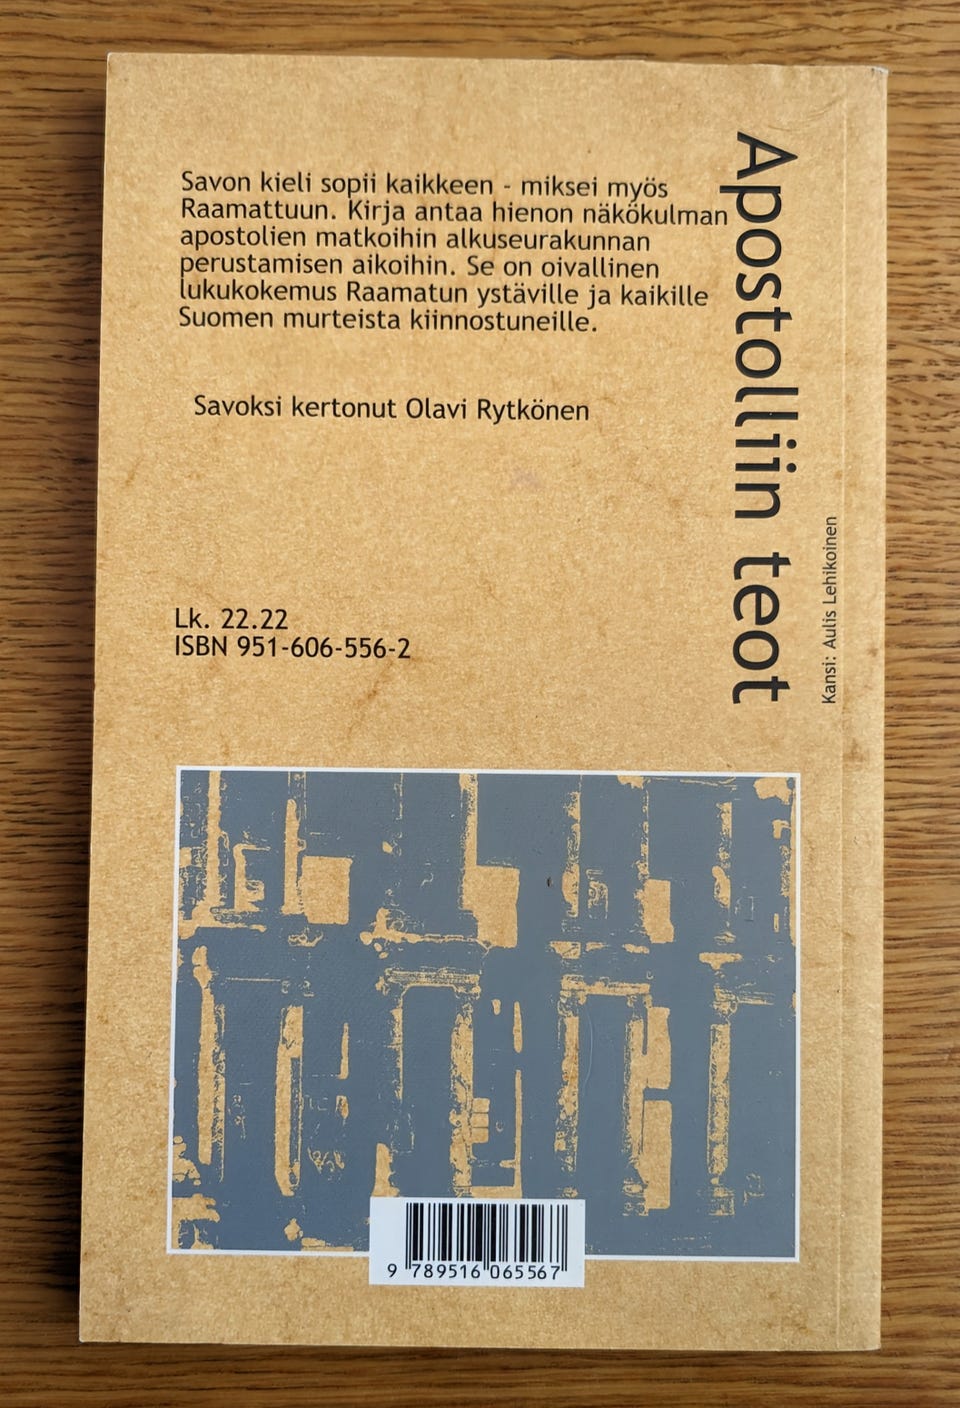 Savon kieli sopii kaikkeen - miksei myös
Raamattuun. Kirja antaa hienon näkökulman
apostolien matkoihin alkuseurakunnan
perustamisen aikoihin. Se on oivallinen
lukukokemus Raamatun ystäville ja kaikille
Suomen murteista kiinnostuneille.
Savoksi kertonut Olavi Rytkönen
Lk. 22.22
ISBN 951-606-556-2
Apostolliin teot
Kansi: Aulis Lehikoinen
9 789516 065567